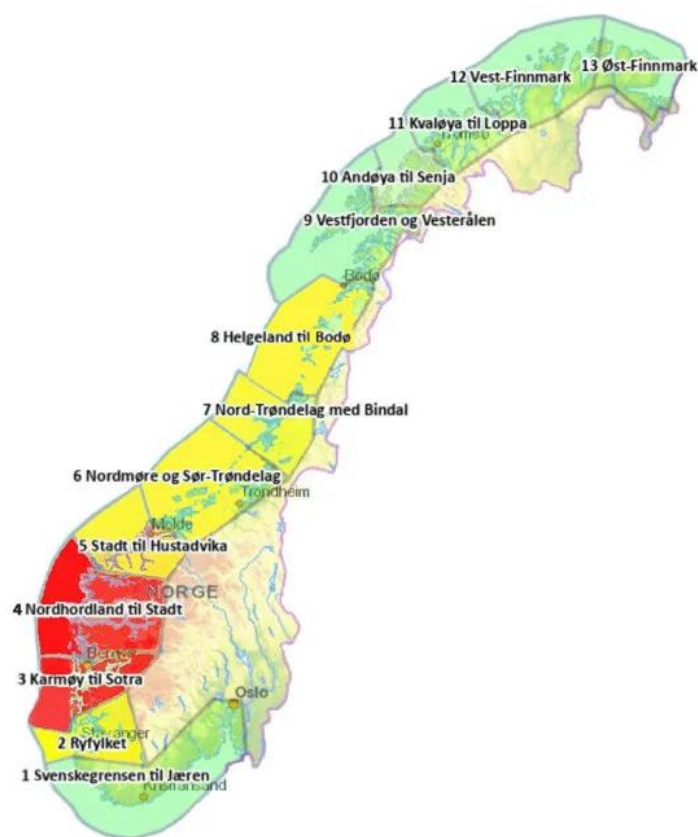 12 Vest-Finnmark
13 Øst-Finnmark
11 Kvaløya til Loppa
Tromsø
10 Andøya til Senja
9 Vestfjorden og Vesterålen
Bodø
8 Helgeland til Bodø
7 Nord-Trøndelag med Bindal
6 Nordmøre og Sør-Trøndelag
Trondheim
Molde
5 Stadt til Hustadvika
NORGE
4 Nordhordland til Stadt
Bergen
3 Karmøy til Sotra
Oslo
Stavanger
2 Ryfylket
1 Svenskegrensen til Jæren
Kristiansand